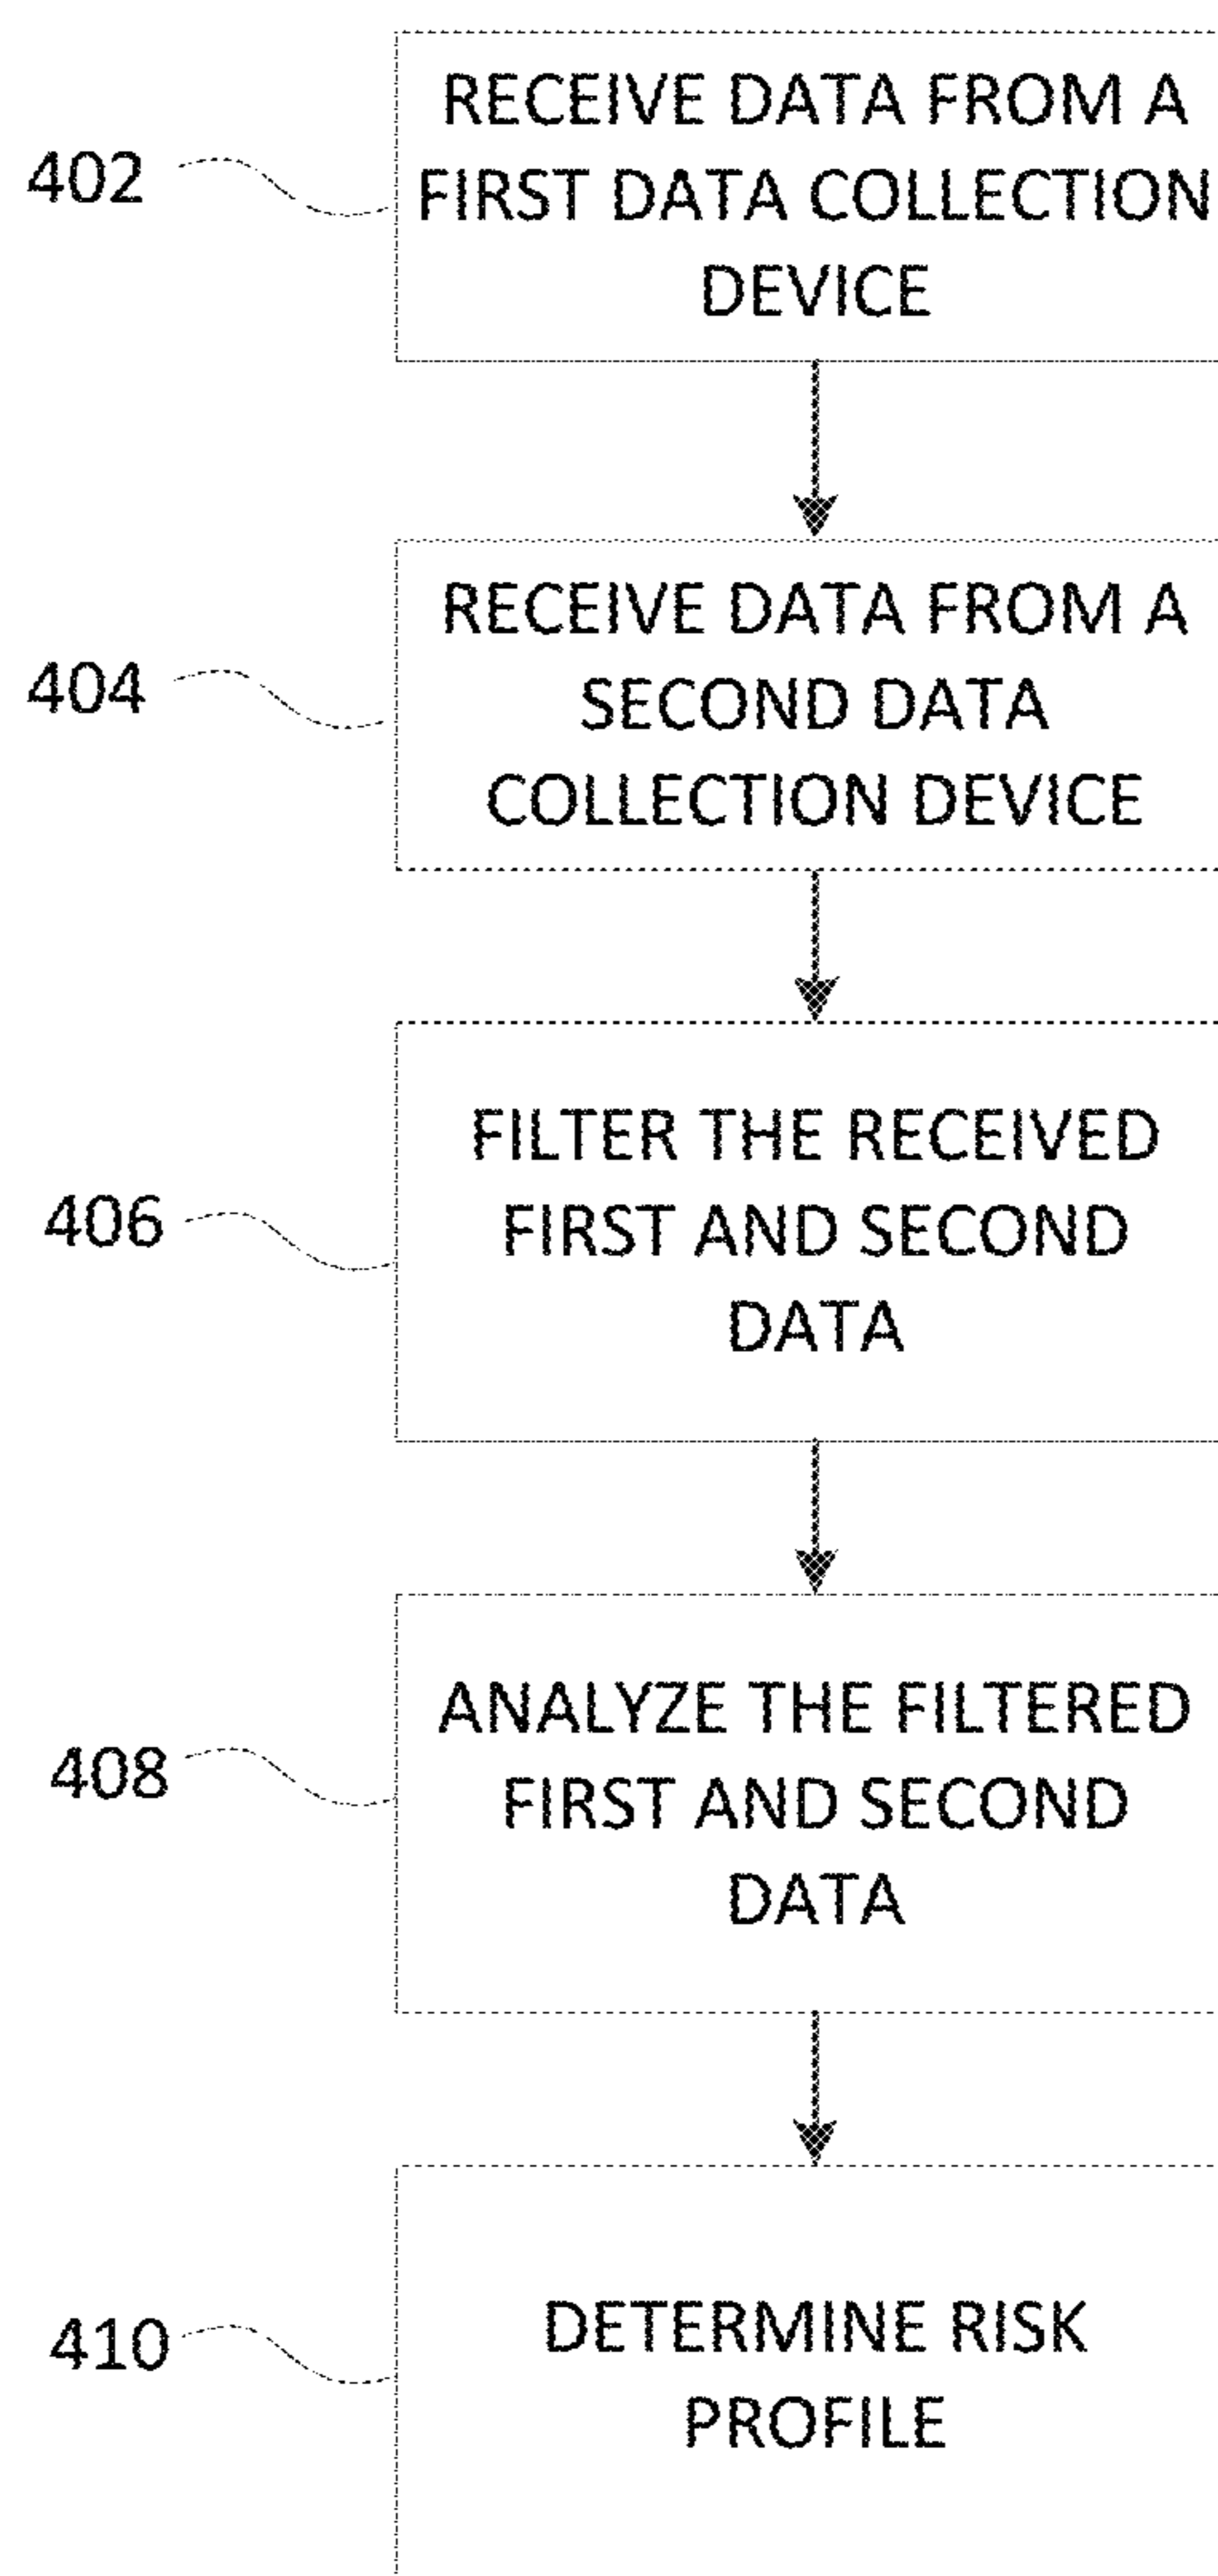 402
RECEIVE DATA FROM A
FIRST DATA COLLECTION
DEVICE
404
RECEIVE DATA FROM A
SECOND DATA
COLLECTION DEVICE
406
FILTER THE RECEIVED
FIRST AND SECOND
DATA
408
ANALYZE THE FILTERED
FIRST AND SECOND
DATA
410
DETERMINE RISK
PROFILE